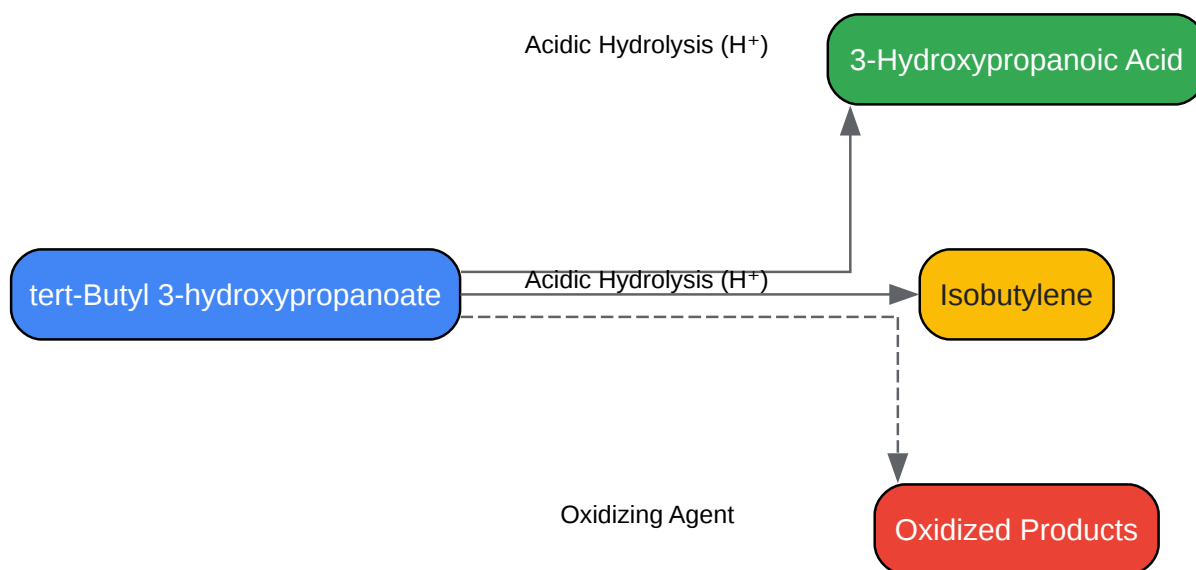 Acidic Hydrolysis (H⁺)
3-Hydroxypropanoic Acid
tert-Butyl 3-hydroxypropanoate
Acidic Hydrolysis (H⁺)
Isobutylene
Oxidizing Agent
Oxidized Products